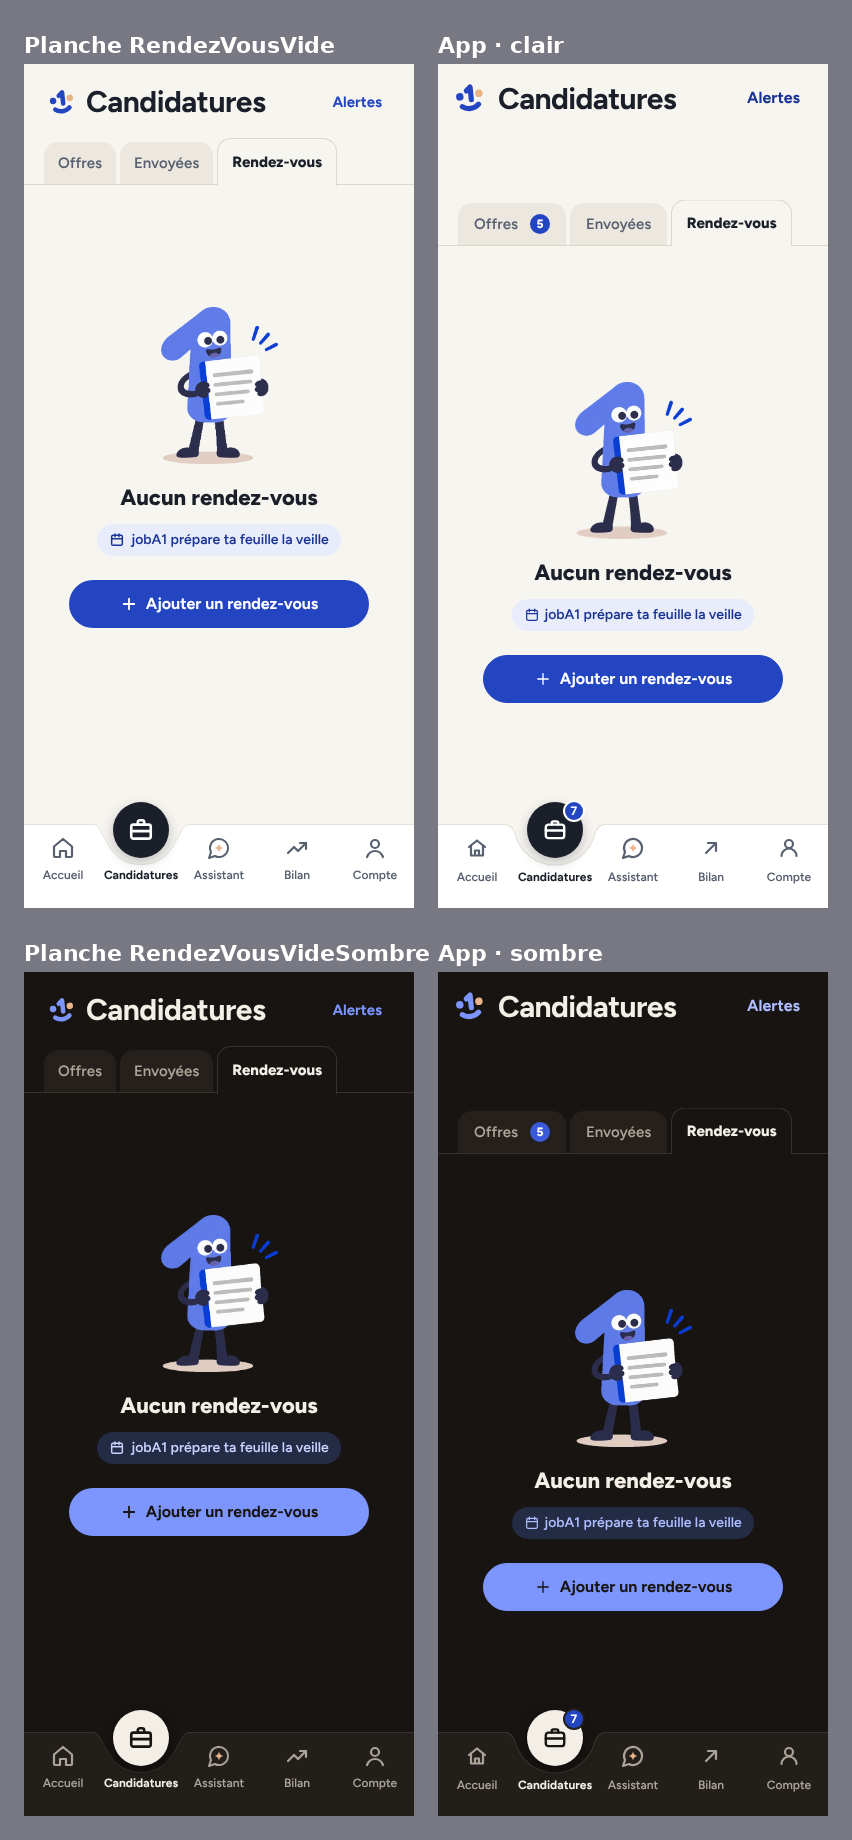 Planche RendezVousVide
Candidatures
Alertes
Offres
Envoyées
Rendez-vous
Aucun rendez-vous
jobA1 prépare ta feuille la veille
+ Ajouter un rendez-vous
Accueil
Candidatures
Assistant
Bilan
Compte
App · clair
Candidatures
Alertes
Offres 5
Envoyées
Rendez-vous
Aucun rendez-vous
jobA1 prépare ta feuille la veille
+ Ajouter un rendez-vous
7
Accueil
Candidatures
Assistant
Bilan
Compte
Planche RendezVousVideSombre
Candidatures
Alertes
Offres
Envoyées
Rendez-vous
Aucun rendez-vous
jobA1 prépare ta feuille la veille
+ Ajouter un rendez-vous
Accueil
Candidatures
Assistant
Bilan
Compte
App · sombre
Candidatures
Alertes
Offres 5
Envoyées
Rendez-vous
Aucun rendez-vous
jobA1 prépare ta feuille la veille
+ Ajouter un rendez-vous
7
Accueil
Candidatures
Assistant
Bilan
Compte